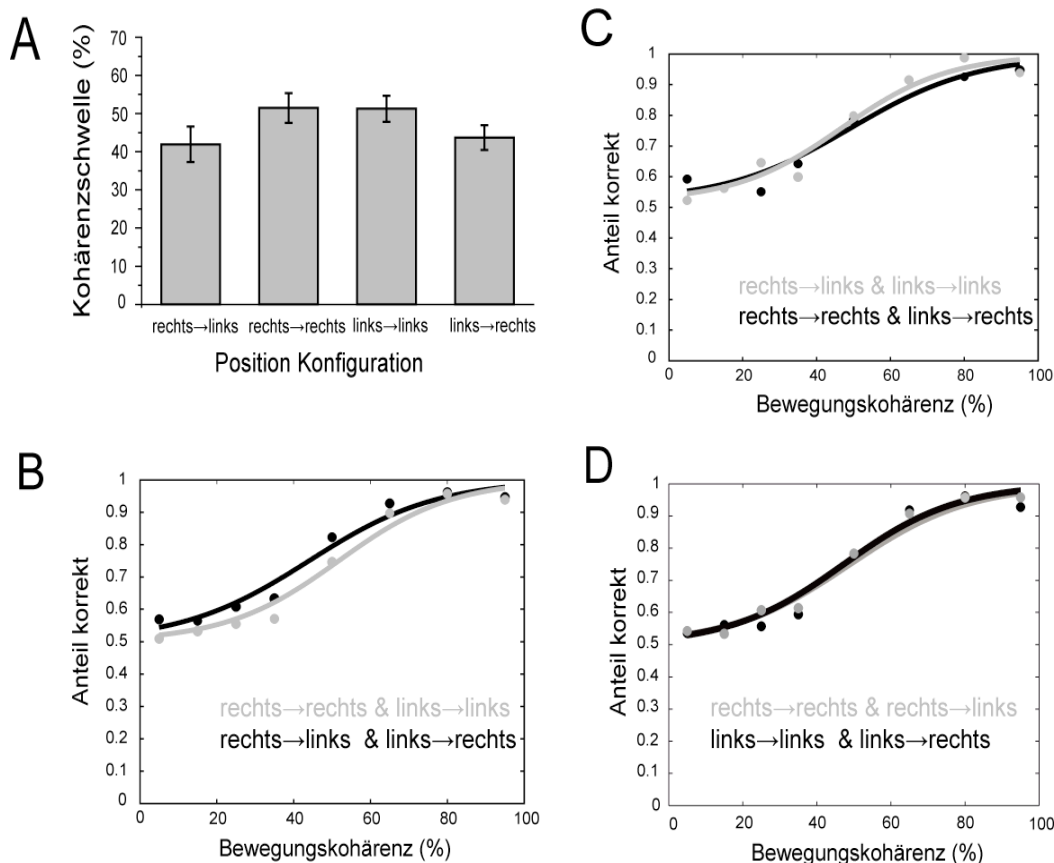 A
Kohärenzschwelle (%)
70
60
50
40
30
20
10
0
rechts→links rechts→rechts links→links links→rechts
Position Konfiguration
C
Anteil korrekt
1
0.9
0.8
0.7
0.6
0.5
0.4
0.3
0.2
0.1
0
rechts→links & links→links
rechts→rechts & links→rechts
0 20 40 60 80 100
Bewegungskohärenz (%)
B
Anteil korrekt
1
0.9
0.8
0.7
0.6
0.5
0.4
0.3
0.2
0.1
0
rechts→rechts & links→links
rechts→links & links→rechts
0 20 40 60 80 100
Bewegungskohärenz (%)
D
Anteil korrekt
1
0.9
0.8
0.7
0.6
0.5
0.4
0.3
0.2
0.1
0
rechts→rechts & rechts→links
links→links & links→rechts
0 20 40 60 80 100
Bewegungskohärenz (%)